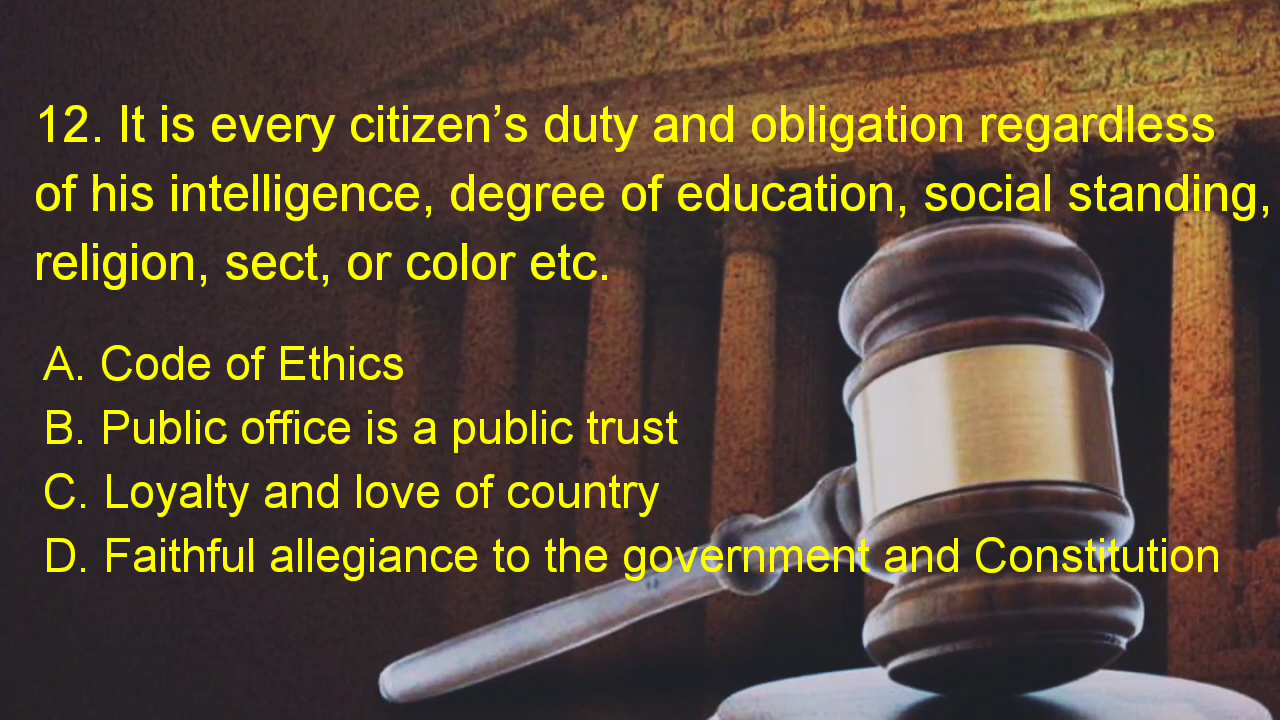 12. It is every citizen’s duty and obligation regardless
of his intelligence, degree of education, social standing,
religion, sect, or color etc.
A. Code of Ethics
B. Public office is a public trust
C. Loyalty and love of country
D. Faithful allegiance to the government and Constitution